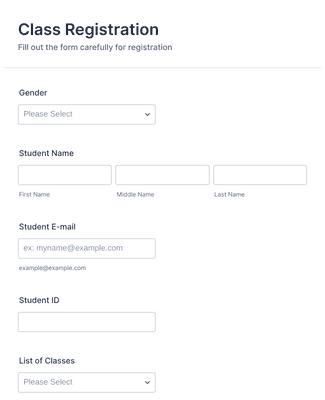 Class Registration
Fill out the form carefully for registration
Gender
Please Select
Student Name
First Name Middle Name Last Name
Student E-mail
ex: myname@example.com
example@example.com
Student ID
List of Classes
Please Select